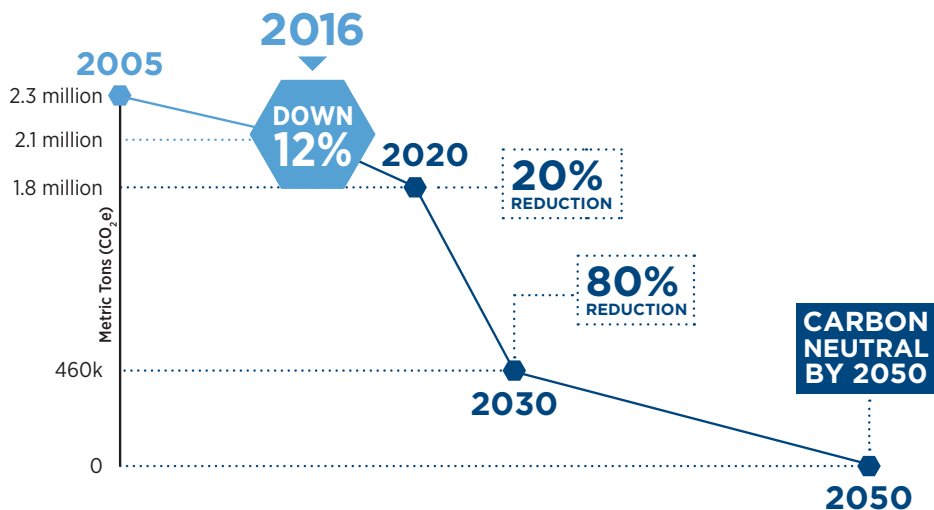 2016
2005
2.3 million
DOWN
12%
2.1 million
2020
1.8 million
20%
REDUCTION
Metric Tons (CO₂e)
80%
REDUCTION
CARBON
NEUTRAL
BY 2050
460k
2030
0
2050